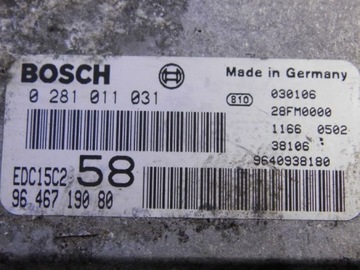 BOSCH
Made in Germany
0 281 011 031
810
030106
28FM0000
1166 0502
38106
9640938180
EDC15C2 58
96 467 190 80